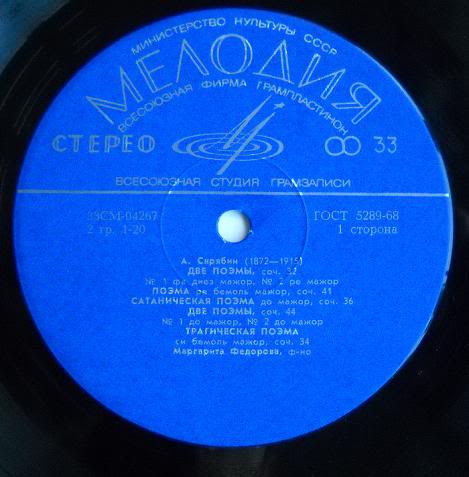 МИНИСТЕРСТВО КУЛЬТУРЫ СССР
МЕЛОДИЯ
ВСЕСОЮЗНАЯ ФИРМА ГРАМПЛАСТИНОК
СТЕРЕО 33
ВСЕСОЮЗНАЯ СТУДИЯ ГРАМЗАПИСИ
33СМ-04267 ГОСТ 5289-68
2 гр. 1-20 1 сторона
А. Скрябин (1872—1915)
ДВЕ ПОЭМЫ, соч. 32
№ 1 фа диез мажор, № 2 ре мажор
ПОЭМА ре бемоль мажор, соч. 41
САТАНИЧЕСКАЯ ПОЭМА до мажор, соч. 36
ДВЕ ПОЭМЫ, соч. 44
№ 1 до мажор, № 2 до мажор
ТРАГИЧЕСКАЯ ПОЭМА
си бемоль мажор, соч. 34
Маргарита Федорова, ф-но